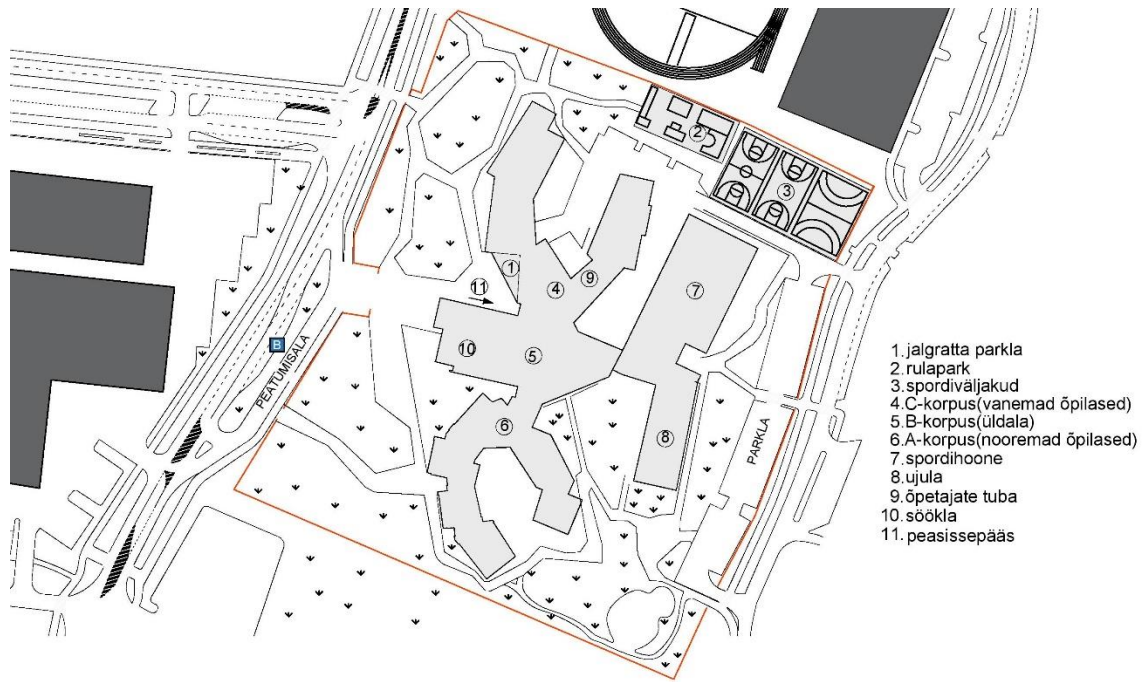 2
3
1
11
4
9
7
10
5
B
PEATUMISALA
6
8
PARKLA
1. jalgratta parkla
2. rulapark
3. spordiväljakud
4. C-korpus(vanemad õpilased)
5. B-korpus(üldala)
6. A-korpus(nooremad õpilased)
7. spordihoone
8. ujula
9. õpetajate tuba
10. söökla
11. peasissepääs